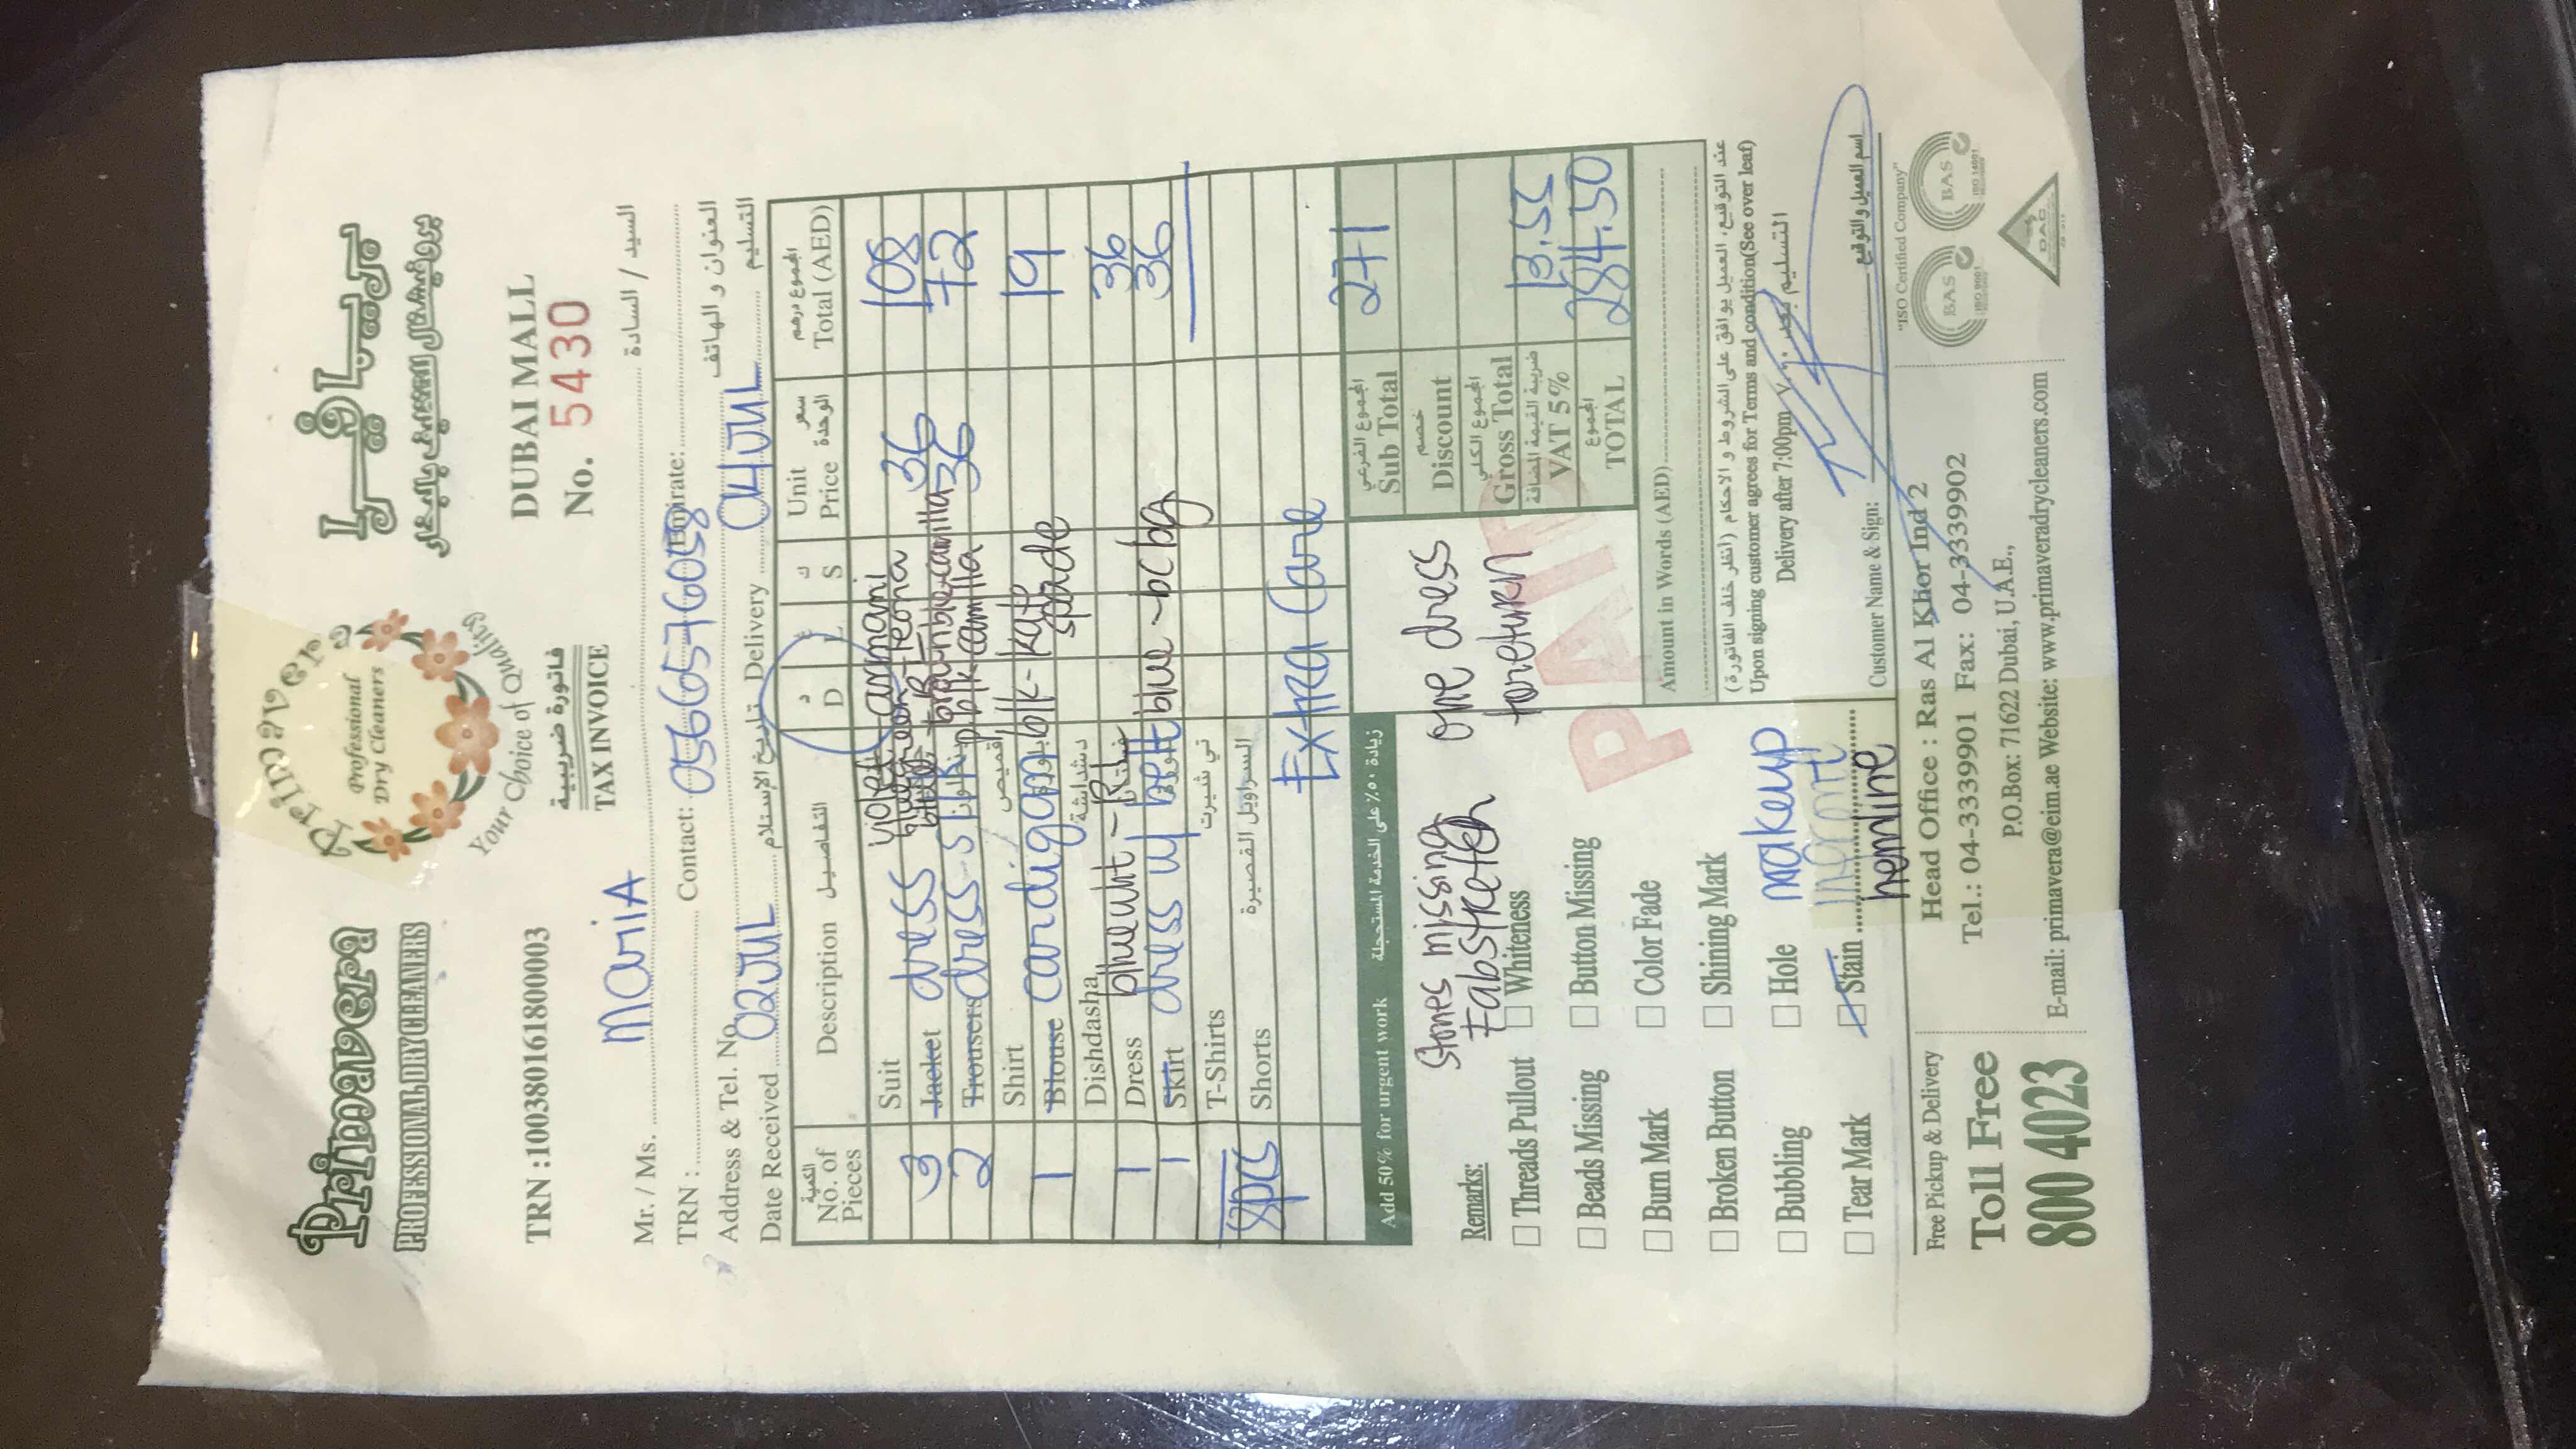 Primavera
PROFESSIONAL DRY CLEANERS
Primavera
Professional
Dry Cleaners
Your Choice of Quality
بريمافيرا
بروفيشنال للتنظيف بالبخار
TRN :100380161800003
فاتورة ضريبية
TAX INVOICE
DUBAI MALL
No. 5430
Mr. / Ms. MARIA السيد / السادة
TRN : Contact: 0566576058 Emirate:
Address & Tel. No. العنوان و الهاتف
Date Received 02 JUL تاريخ الإستلام Delivery 04 JUL التسليم
الكمية No. of Pieces Description التفاصيل د D غ L ك S Unit Price سعر الوحدة المجموع درهم Total (AED)
Suit violet - armani
3 Jacket dress bluegreen - teona 36 108
2 Trousers dress-silk brown ble-camilla 36 72
p. blk camilla
Shirt قميص
1 Blouse cardigan blk - kate spade 19
Dishdasha دشداشة
1 Dress blue wht - RL 36
1 Skirt dress w/ belt blue - bcbg 36
T-Shirts تي شيرت
8pcs Shorts السراويل القصيرة
Extra Care
Add 50% for urgent work زيادة ٥٠٪ على الخدمة المستعجلة
المجموع الفرعي Sub Total 271
خصم Discount
المجموع الكلي Gross Total
ضريبة القيمة المضافة VAT 5% 13.55
المجموع TOTAL 284.50
stones missing
Fabstretch
one dress
to return
PAID
Remarks:
Threads Pullout Whiteness
Beads Missing Button Missing
Burn Mark Color Fade
Broken Button Shining Mark
Bubbling Hole makeup
Tear Mark Stain infront
hemline
Amount in Words (AED)
عند التوقيع، العميل يوافق على الشروط و الاحكام (أنظر خلف الفاتورة)
Upon signing customer agrees for Terms and condition(See over leaf)
Delivery after 7:00pm التسليم بعد ٧.٠٠
Customer Name & Sign: اسم العميل والتوقيع
Free Pickup & Delivery
Toll Free
800 4023
Head Office : Ras Al Khor Ind 2
Tel.: 04-3339901 Fax: 04-3339902
P.O.Box: 71622 Dubai, U.A.E.,
E-mail: primavera@eim.ae Website: www.primaveradrycleaners.com
"ISO Certified Company"
BAS BAS
ISO 9001 ISO 14001
DAC